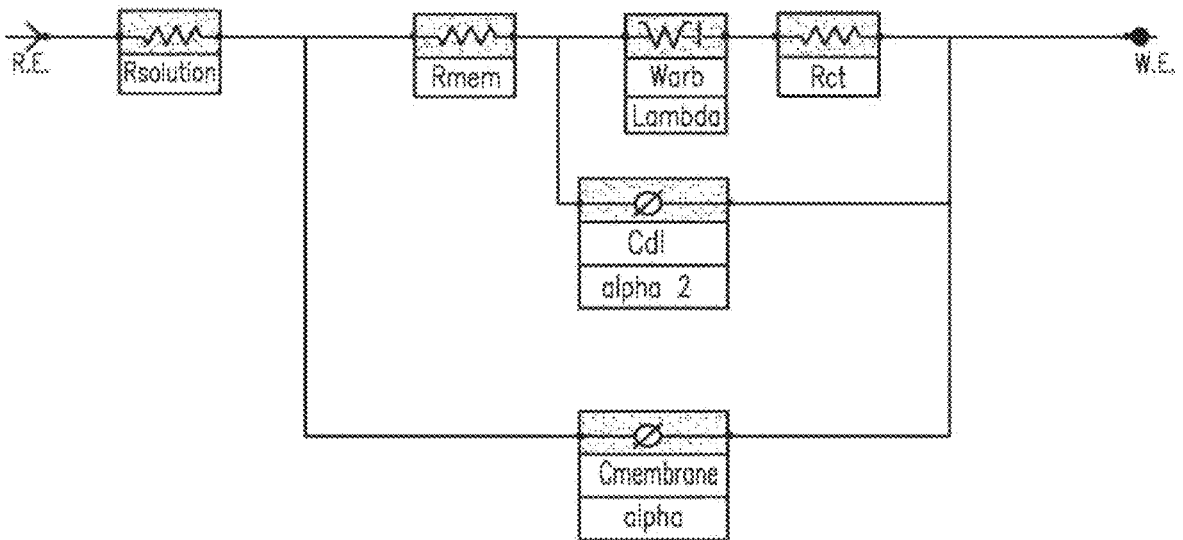 R.E.
Rsolution
Rmem
Warb
Lambda
Rct
W.E.
Cdl
alpha 2
Cmembrane
alpha